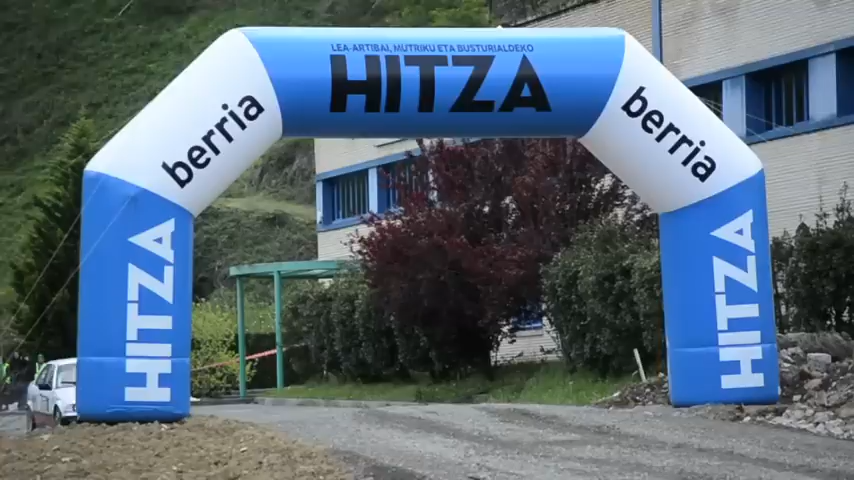 LEA-ARTIBAI, MUTRIKU ETA BUSTURIALDEKO
HITZA
berria
berria
HITZA
HITZA